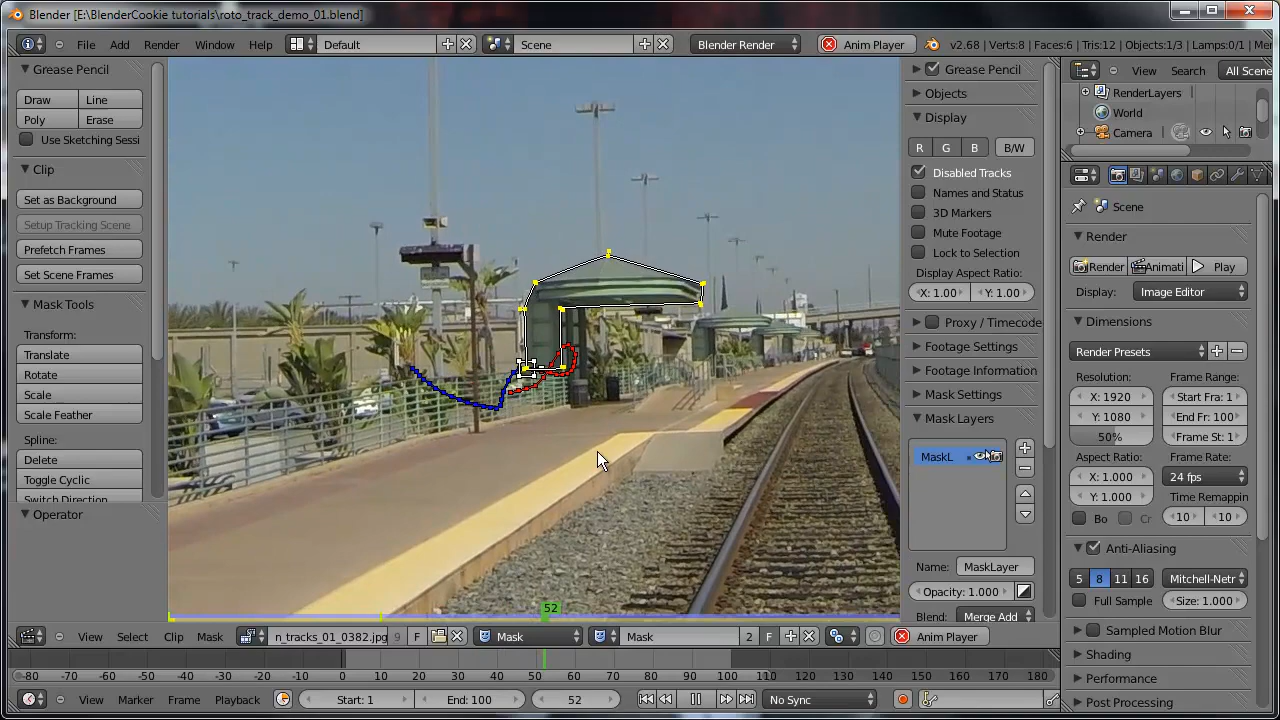 Blender [E:\BlenderCookie tutorials\roto_track_demo_01.blend]
File Add Render Window Help Default Scene Blender Render Anim Player v2.68 | Verts:8 | Faces:6 | Tris:12 | Objects:1/3 | Lamps:0/1 |
Grease Pencil
Draw Line
Poly Erase
Use Sketching Sessi
Clip
Set as Background
Setup Tracking Scene
Prefetch Frames
Set Scene Frames
Mask Tools
Transform:
Translate
Rotate
Scale
Scale Feather
Spline:
Delete
Toggle Cyclic
Switch Direction
Operator
52
Grease Pencil
Objects
Display
R G B B/W
Disabled Tracks
Names and Status
3D Markers
Mute Footage
Lock to Selection
Display Aspect Ratio:
X: 1.00 Y: 1.00
Proxy / Timecode
Footage Settings
Footage Information
Mask Settings
Mask Layers
MaskL
Name: MaskLayer
Opacity: 1.000
Blend: Merge Add
View Search All Scene
RenderLayers
World
Camera
Scene
Render
Render Animati Play
Display: Image Editor
Dimensions
Render Presets
Resolution: Frame Range:
X: 1920 Start Fra: 1
Y: 1080 End Fr: 100
50% Frame St: 1
Aspect Ratio: Frame Rate:
X: 1.000 24 fps
Y: 1.000 Time Remappin
Bo Cr 10 10
Anti-Aliasing
5 8 11 16 Mitchell-Netr
Full Sample Size: 1.000
Sampled Motion Blur
Shading
Performance
Post Processing
View Select Clip Mask n_tracks_01_0382.jpg 9 F Mask Mask 2 F Anim Player
-80 -70 -60 -50 -40 -30 -20 -10 0 10 20 30 40 50 60 70 80 90 100 110 120 130 140 150 160 170 180
View Marker Frame Playback Start: 1 End: 100 52 No Sync